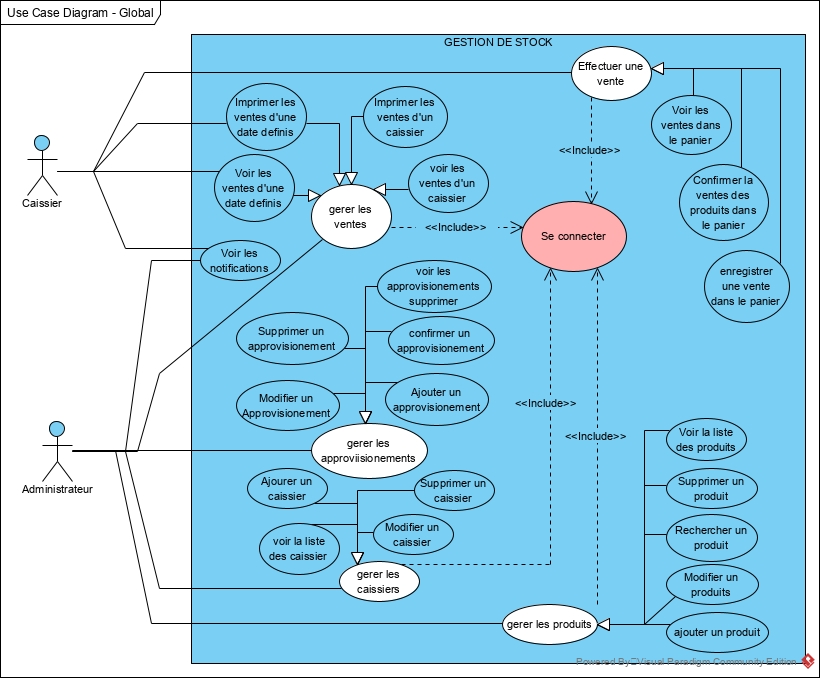 Use Case Diagram - Global
GESTION DE STOCK
Effectuer une
vente
Imprimer les
ventes d'une
date definis
Imprimer les
ventes d'un
caissier
Voir les
ventes dans
le panier
<<Include>>
Caissier
Voir les
ventes d'une
date definis
voir les
ventes d'un
caissier
Confirmer la
ventes des
produits dans
le panier
gerer les
ventes
<<Include>>
Se connecter
Voir les
notifications
enregistrer
une vente
dans le panier
voir les
approvisionements
supprimer
Supprimer un
approvisionement
confirmer un
approvisionement
Modifier un
Approvisionement
Ajouter un
approvisionement
<<Include>>
<<Include>>
gerer les
approviisionements
Administrateur
Voir la liste
des produits
Ajourer un
caissier
Supprimer un
caissier
Supprimer un
produit
voir la liste
des caissier
Modifier un
caissier
Rechercher un
produit
gerer les
caissiers
Modifier un
produits
gerer les produits
ajouter un produit
Powered By Visual Paradigm Community Edition